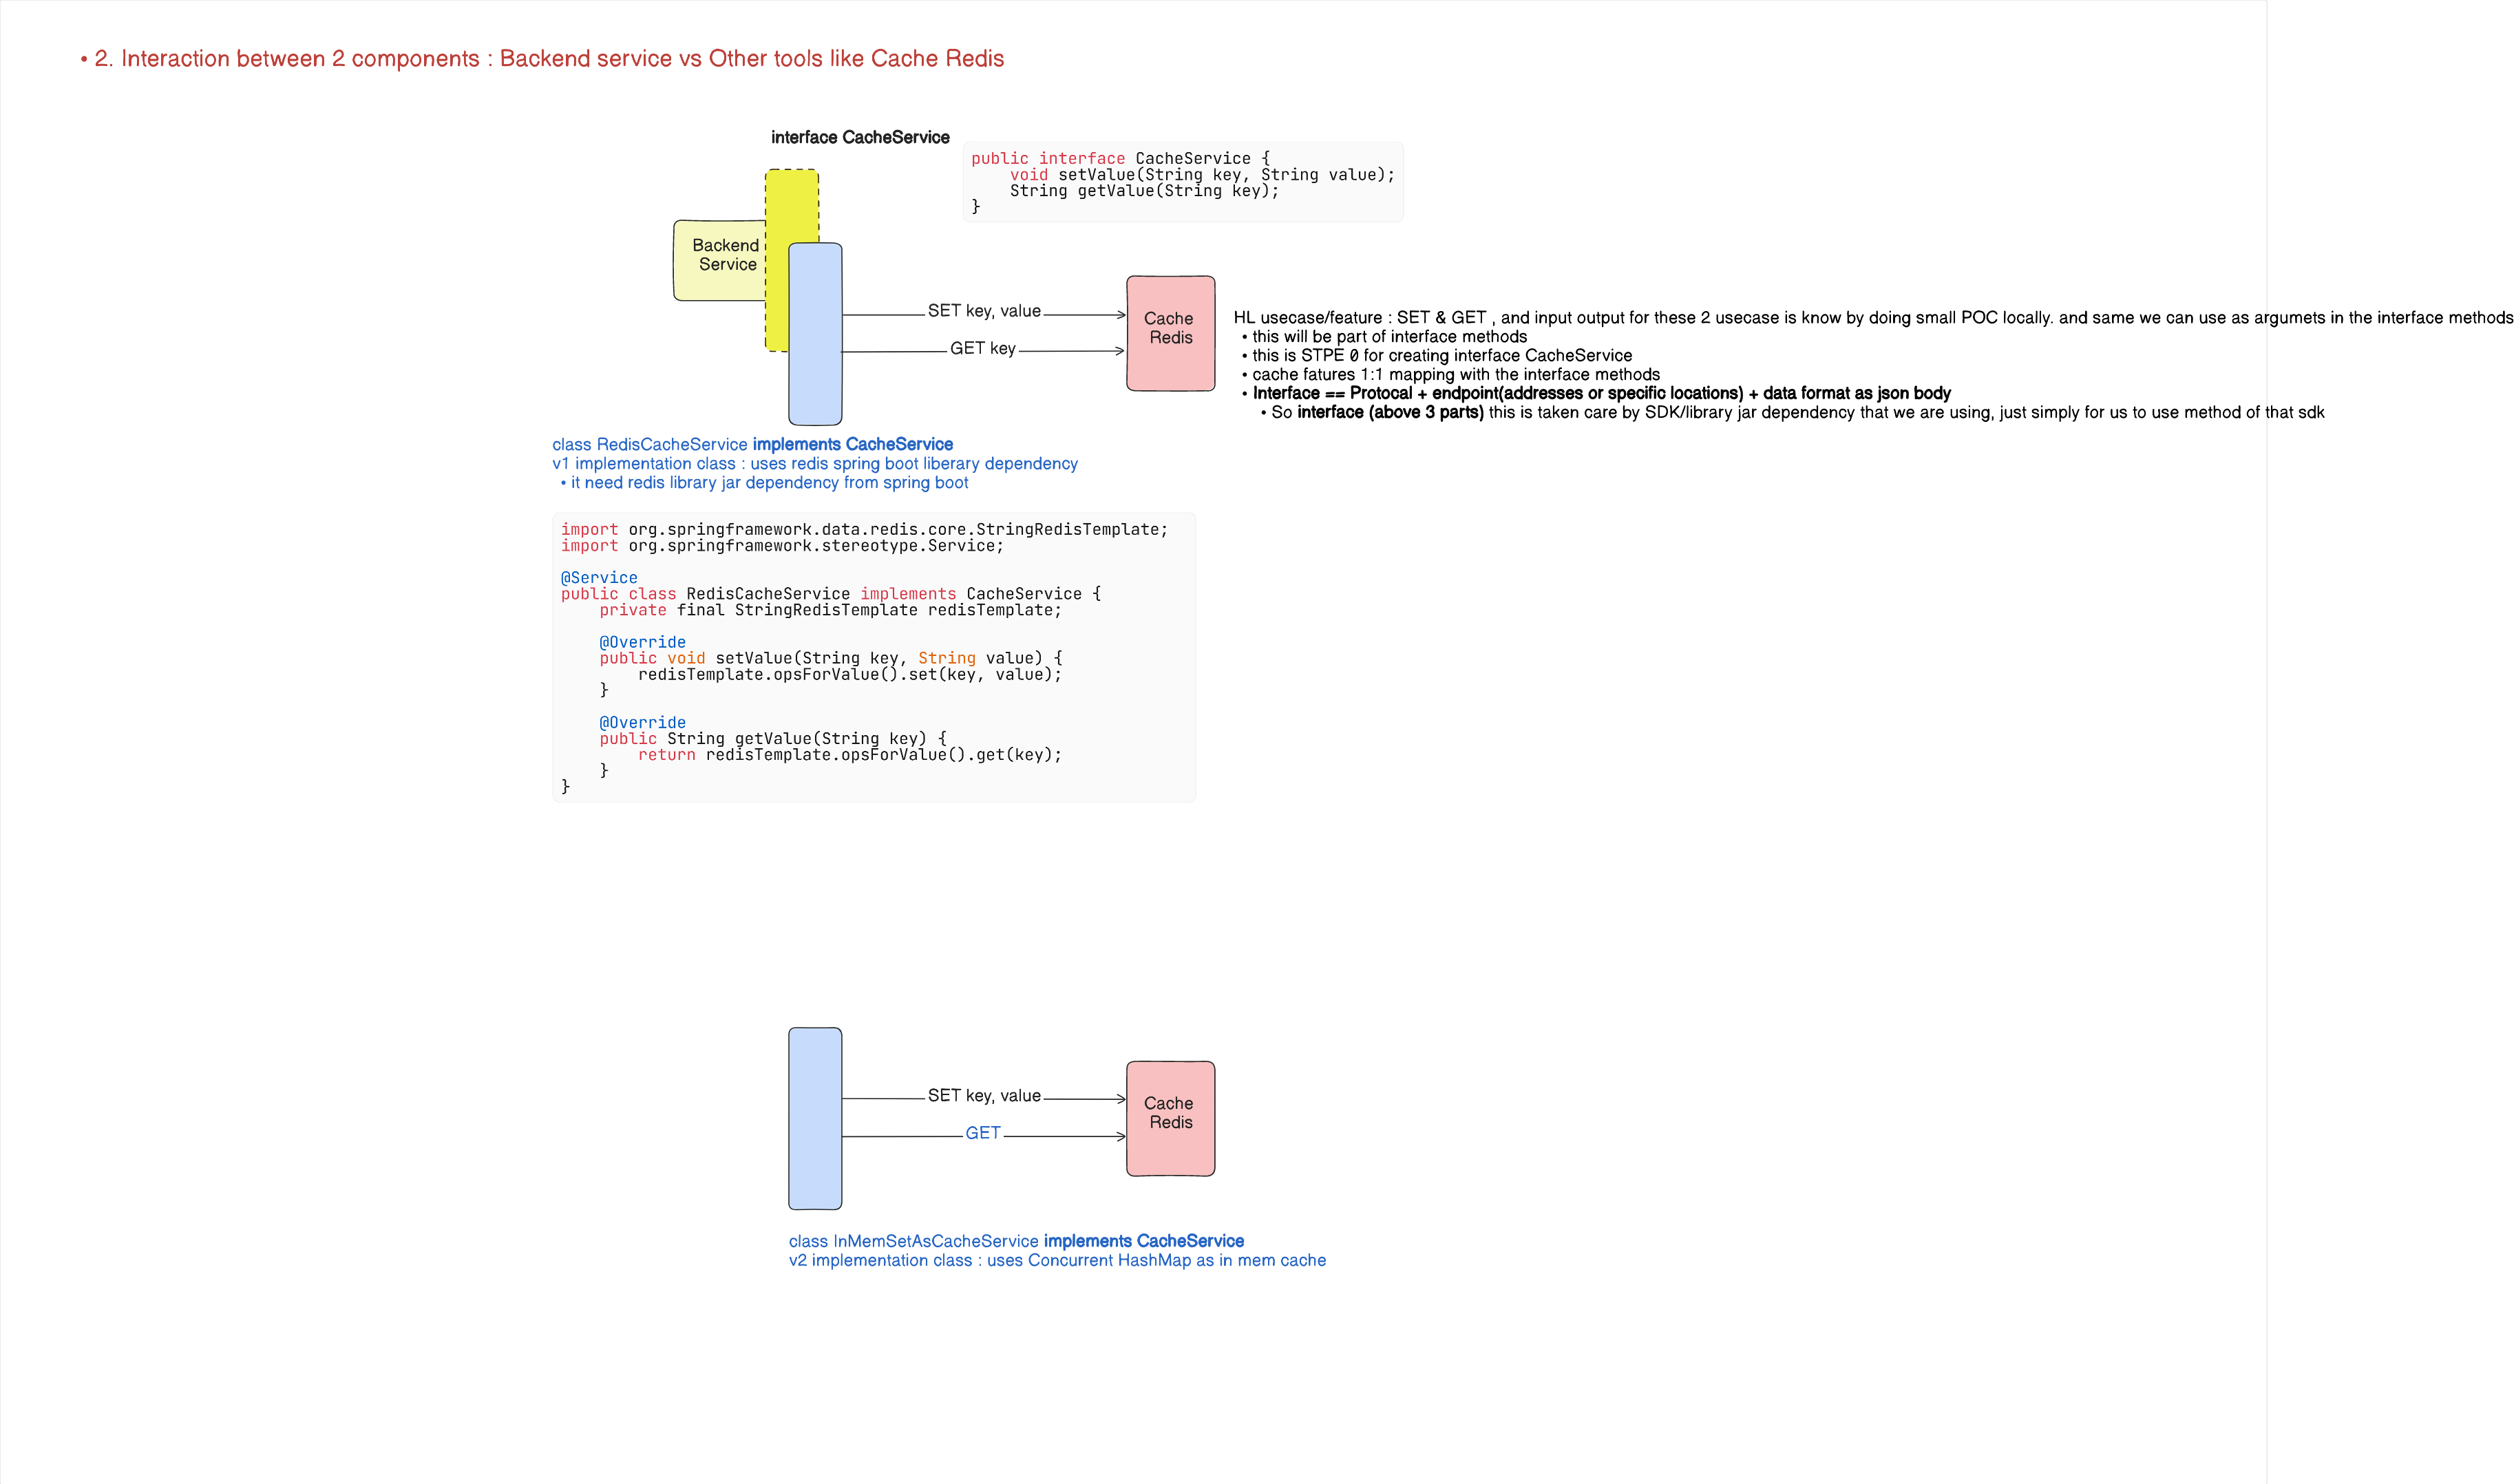 • 2. Interaction between 2 components : Backend service vs Other tools like Cache Redis
interface CacheService
public interface CacheService {
    void setValue(String key, String value);
    String getValue(String key);
}
Backend
Service
SET key, value
GET key
Cache
Redis
HL usecase/feature : SET & GET , and input output for these 2 usecase is know by doing small POC locally. and same we can use as argumets in the interface methods
• this will be part of interface methods
• this is STPE 0 for creating interface CacheService
• cache fatures 1:1 mapping with the interface methods
• Interface == Protocal + endpoint(addresses or specific locations) + data format as json body
• So interface (above 3 parts) this is taken care by SDK/library jar dependency that we are using, just simply for us to use method of that sdk
class RedisCacheService implements CacheService
v1 implementation class : uses redis spring boot liberary dependency
• it need redis library jar dependency from spring boot
import org.springframework.data.redis.core.StringRedisTemplate;
import org.springframework.stereotype.Service;
@Service
public class RedisCacheService implements CacheService {
    private final StringRedisTemplate redisTemplate;
    @Override
    public void setValue(String key, String value) {
        redisTemplate.opsForValue().set(key, value);
    }
    @Override
    public String getValue(String key) {
        return redisTemplate.opsForValue().get(key);
    }
}
SET key, value
GET
Cache
Redis
class InMemSetAsCacheService implements CacheService
v2 implementation class : uses Concurrent HashMap as in mem cache